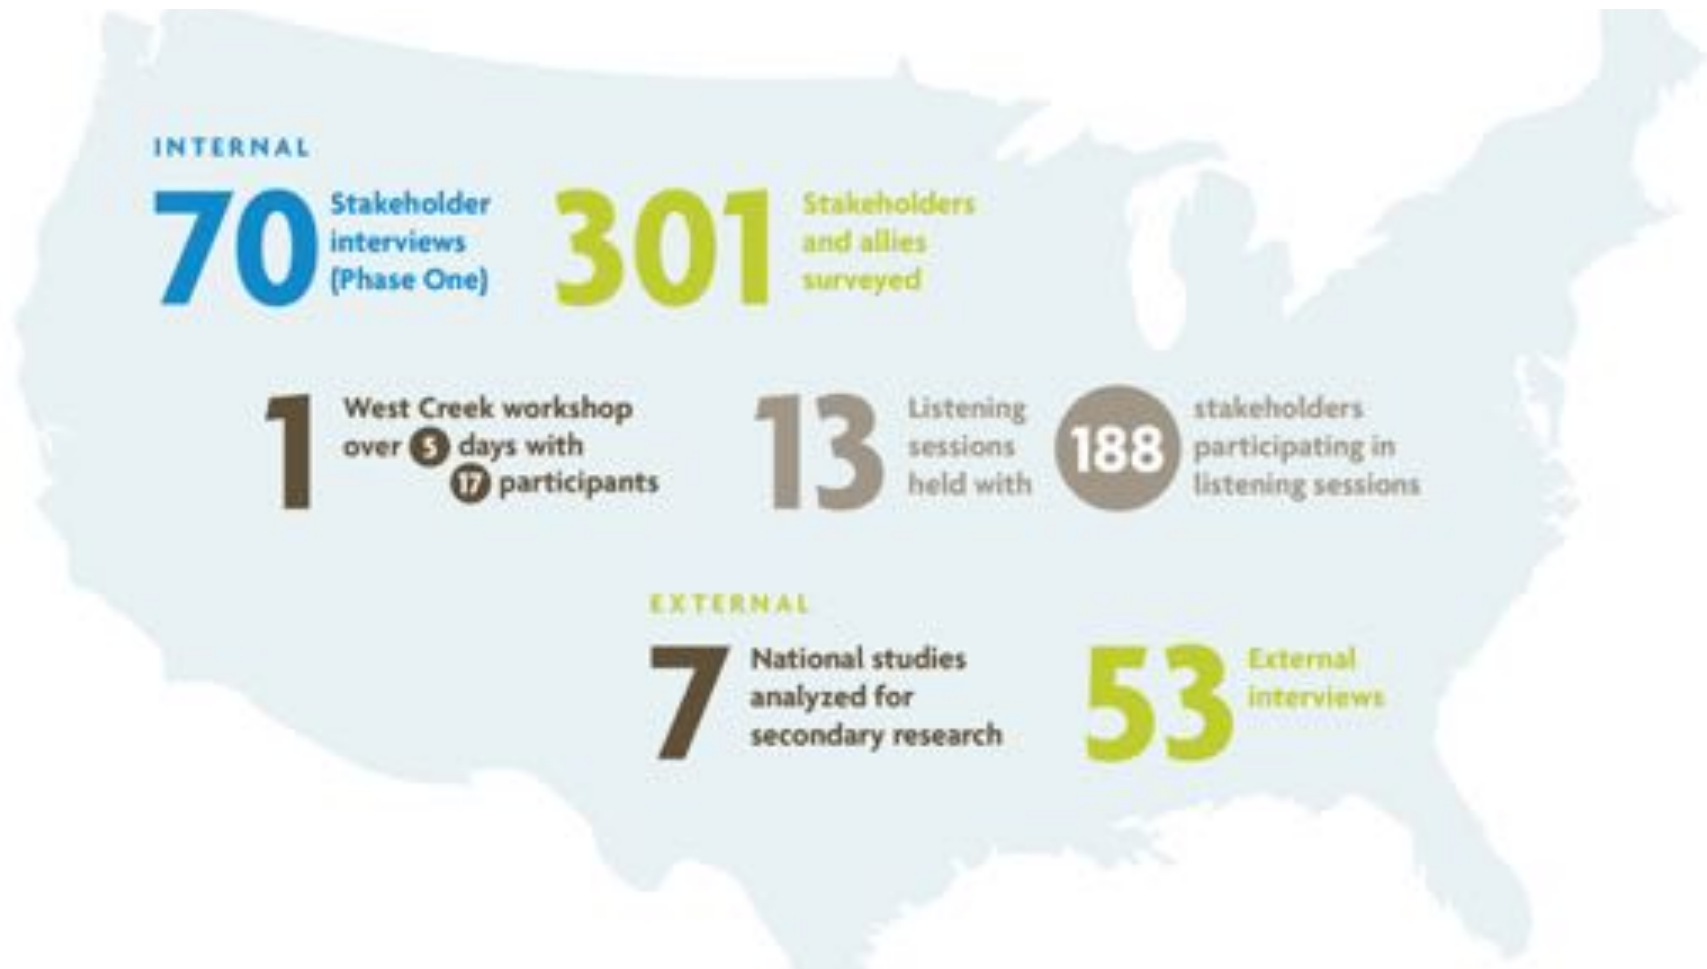 INTERNAL
70 Stakeholder
interviews
(Phase One)
301 Stakeholders
and allies
surveyed
1 West Creek workshop
over 5 days with
17 participants
13 Listening
sessions
held with
188 stakeholders
participating in
listening sessions
EXTERNAL
7 National studies
analyzed for
secondary research
53 External
interviews